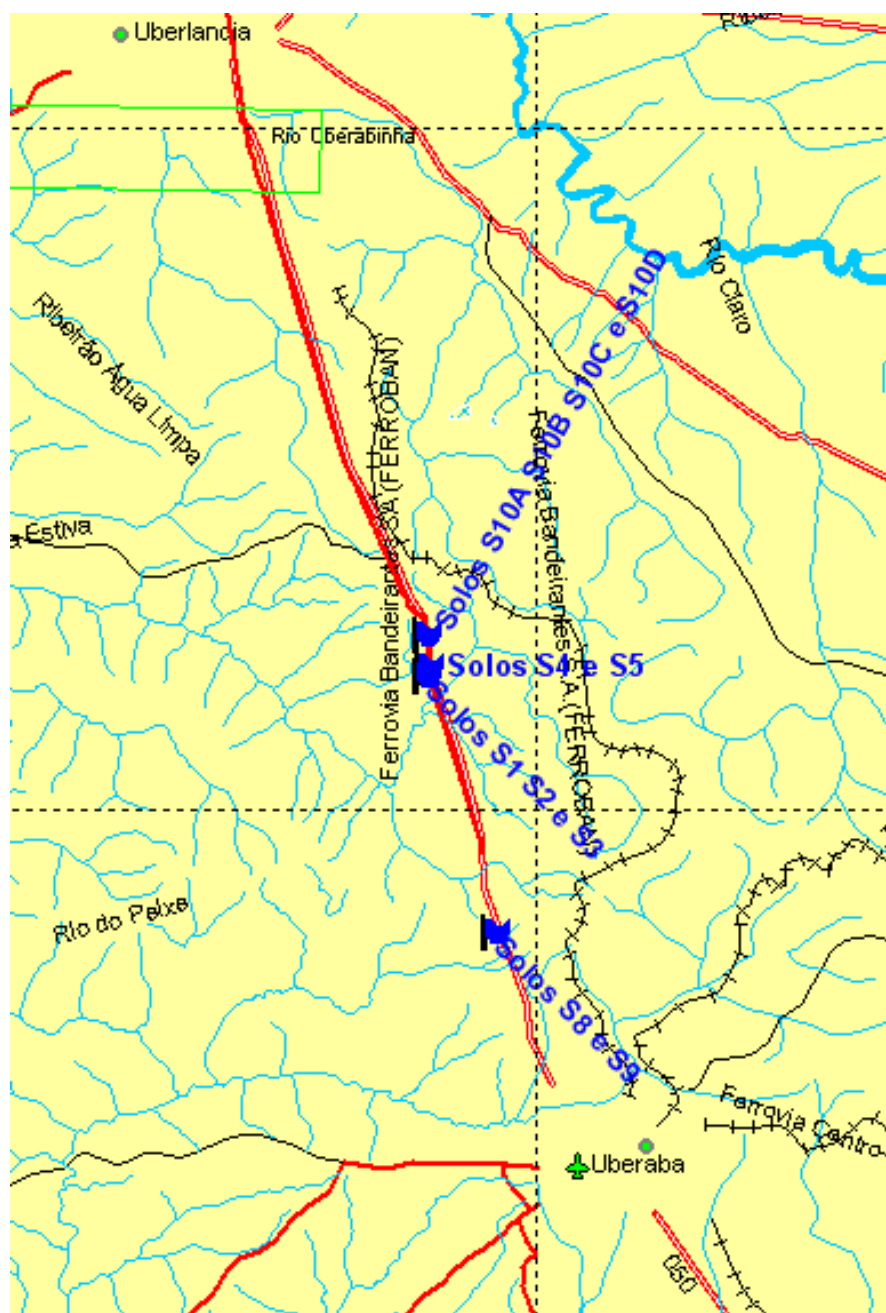 Uberlandia
Rio Uberabinha
Rio Claro
Ribeirão Água Limpa
Ferrovia Bandeirantes SA (FERROBAN)
Solos S10A S10B S10C e S10D
Ferrovia Bandeirantes S.A (FERROBAN)
a Estiva
Solos S4 e S5
Solos S1 S2 e S3
Rio do Peixe
Solos S8 e S9
Ferrovia Centro
Uberaba
050